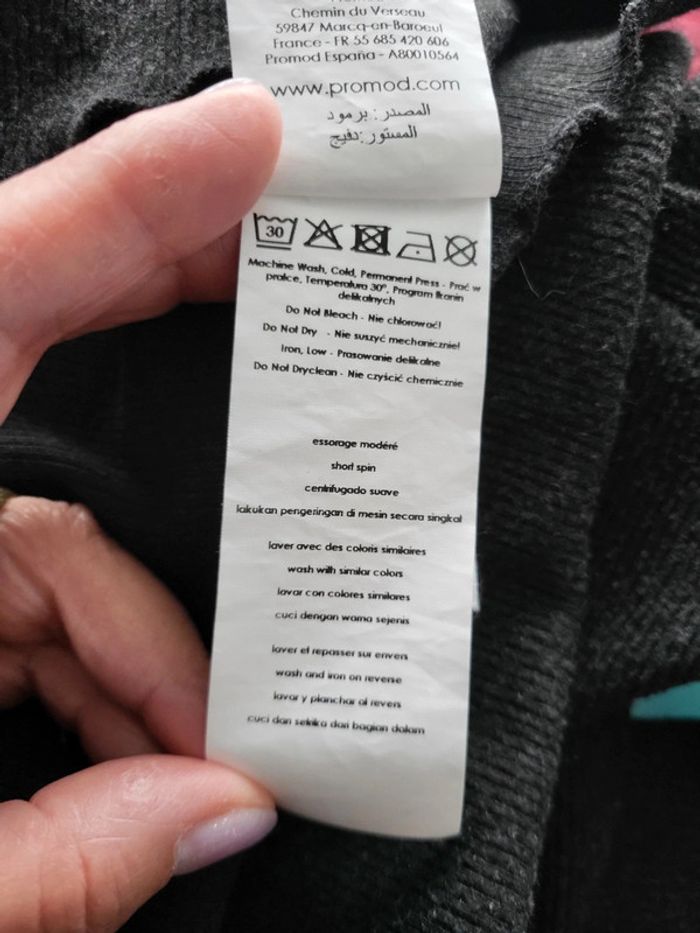 Chemin du Verseau
59847 Marcq-en-Baroeul
France - FR 55 685 420 606
Promod España - A80010564
www.promod.com
المصدر: برمود
المستور: دفيج
30
Machine Wash, Cold, Permanent Press - Prać w
pralce, Temperatura 30°, Program tkanin
delikatnych
Do Not Bleach - Nie chlorować!
Do Not Dry - Nie suszyć mechanicznie!
Iron, Low - Prasowanie delikatne
Do Not Dryclean - Nie czyścić chemicznie
essorage modéré
short spin
centrifugado suave
lakukan pengeringan di mesin secara singkat
laver avec des coloris similaires
wash with similar colors
lavar con colores similares
cuci dengan warna sejenis
laver et repasser sur envers
wash and iron on reverse
lavar y planchar al revers
cuci dan setrika dari bagian dalam